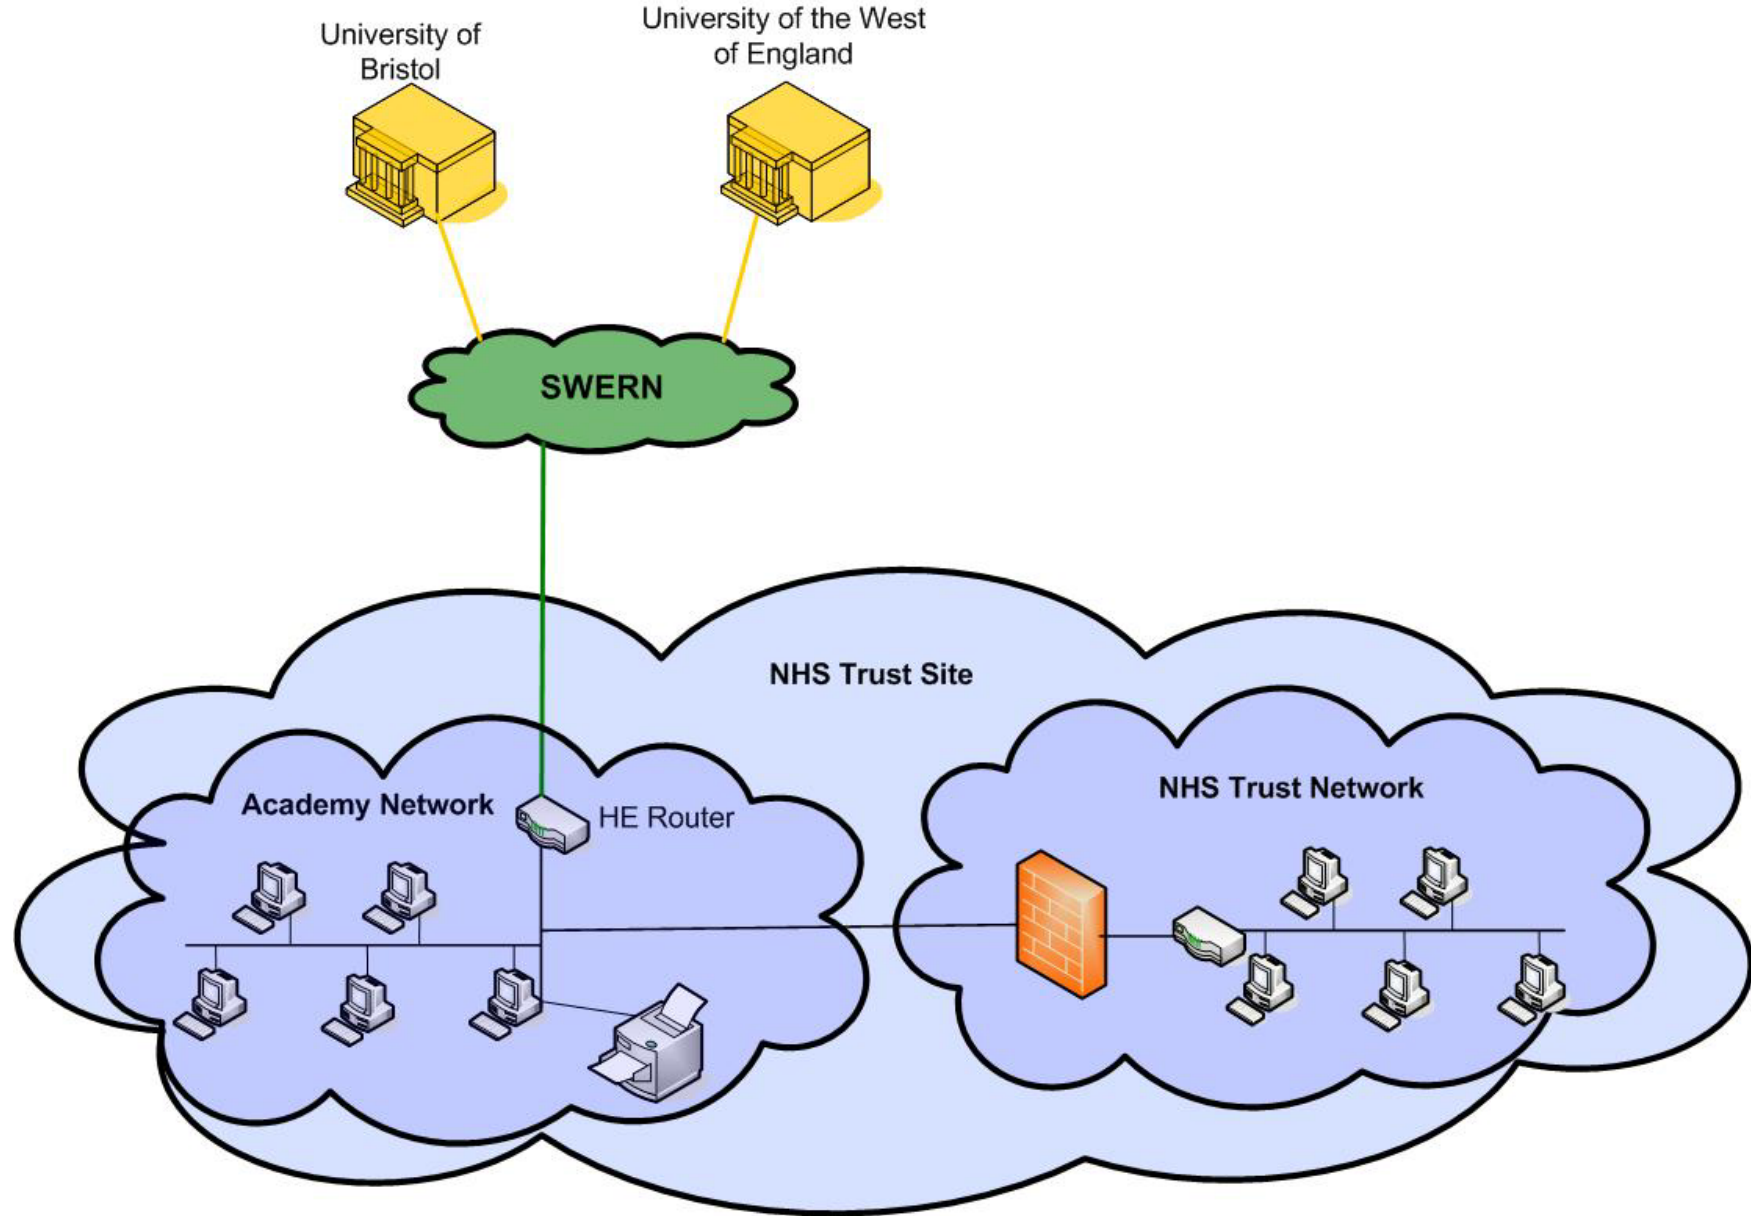 University of
Bristol
University of the West
of England
SWERN
NHS Trust Site
Academy Network
HE Router
NHS Trust Network